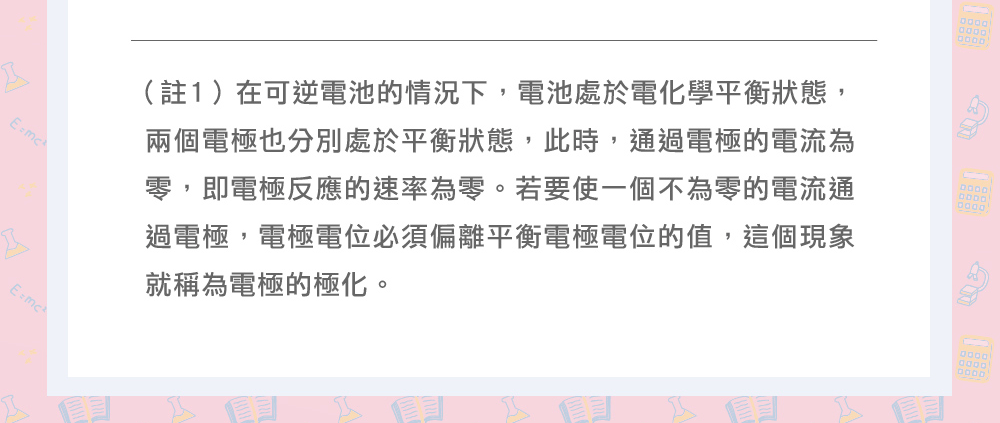 （註1）在可逆電池的情況下，電池處於電化學平衡狀態，
兩個電極也分別處於平衡狀態，此時，通過電極的電流為
零，即電極反應的速率為零。若要使一個不為零的電流通
過電極，電極電位必須偏離平衡電極電位的值，這個現象
就稱為電極的極化。
E=mc²
E=mc²